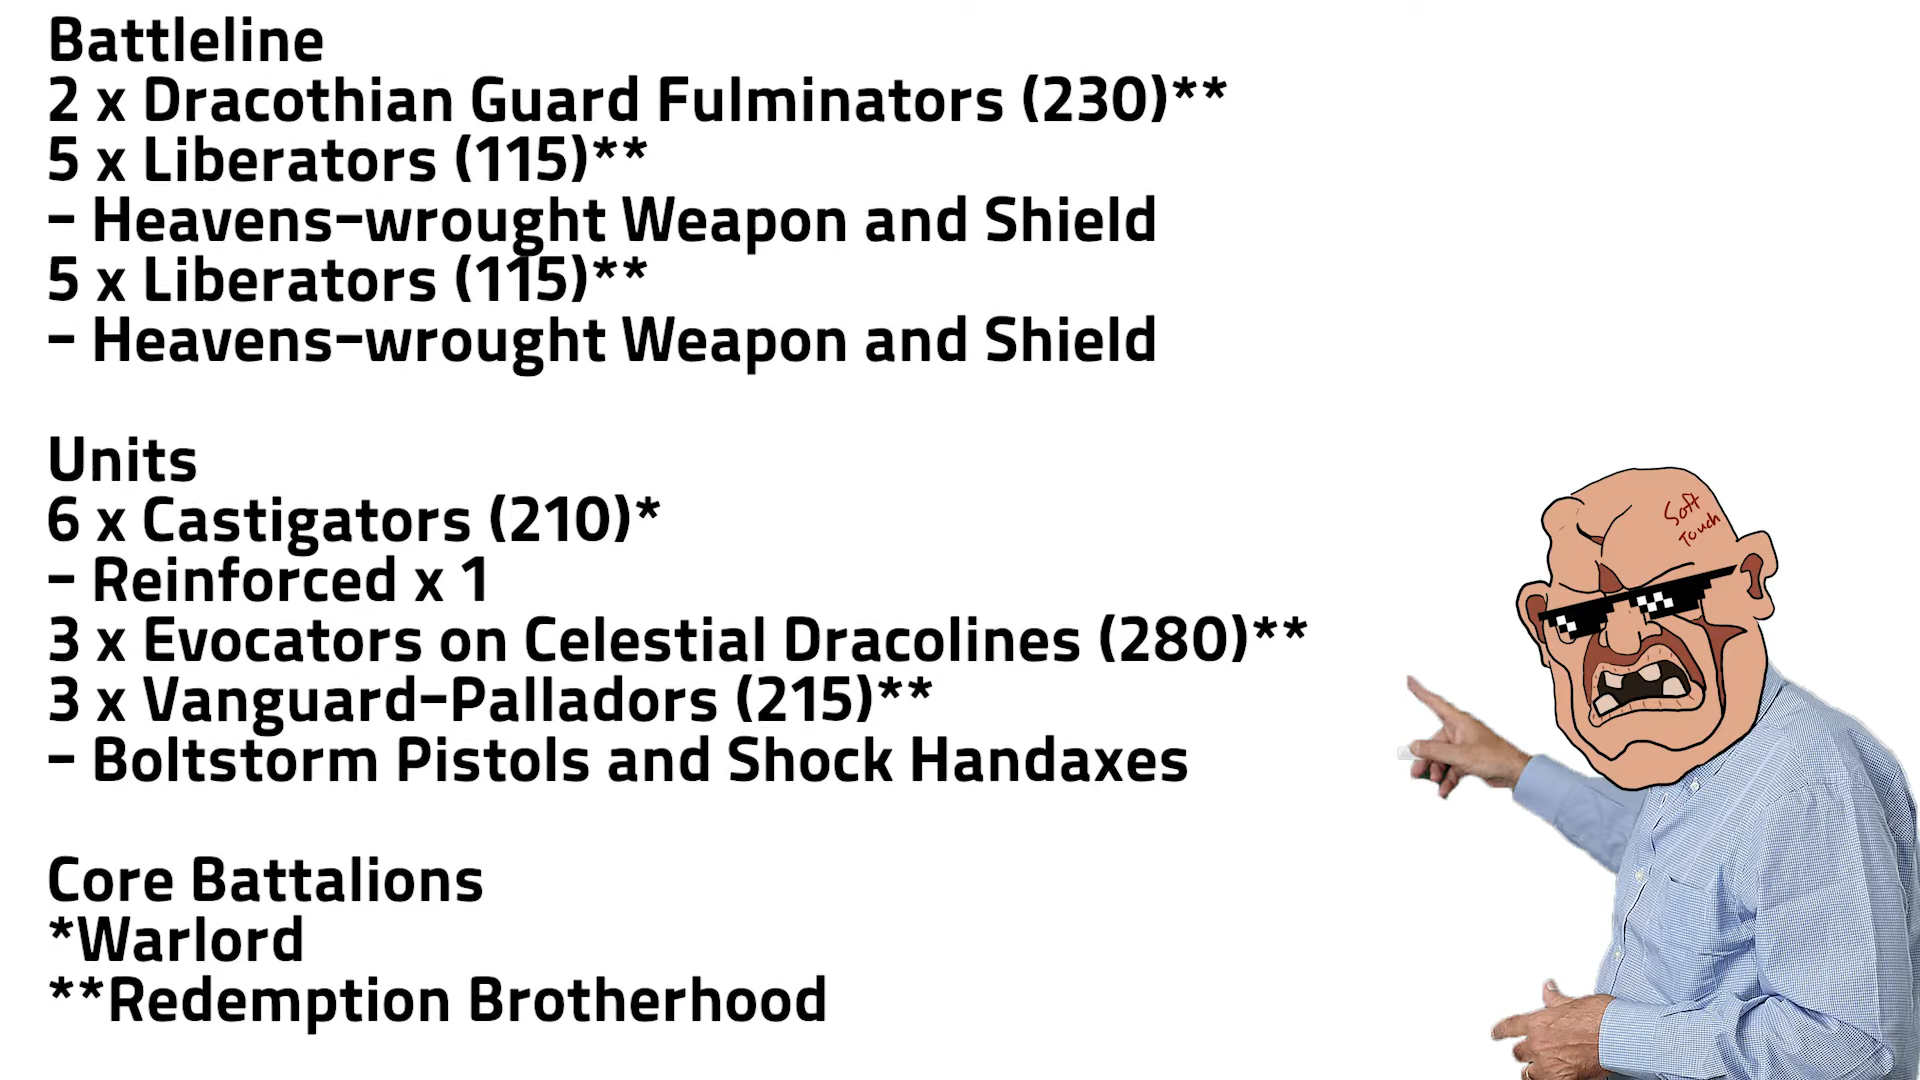 Battleline
2 x Dracothian Guard Fulminators (230)**
5 x Liberators (115)**
- Heavens-wrought Weapon and Shield
5 x Liberators (115)**
- Heavens-wrought Weapon and Shield
Units
6 x Castigators (210)*
- Reinforced x 1
3 x Evocators on Celestial Dracolines (280)**
3 x Vanguard-Palladors (215)**
- Boltstorm Pistols and Shock Handaxes
Core Battalions
*Warlord
**Redemption Brotherhood
Soft
Touch